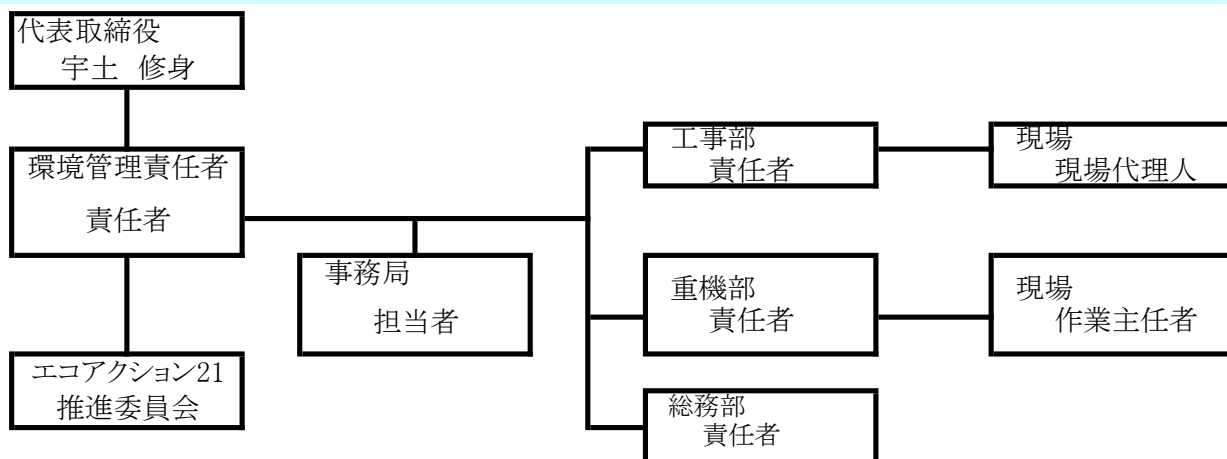 代表取締役
宇土 修身
環境管理責任者
責任者
エコアクション21
推進委員会
事務局
担当者
工事部
責任者
現場
現場代理人
重機部
責任者
現場
作業主任者
総務部
責任者